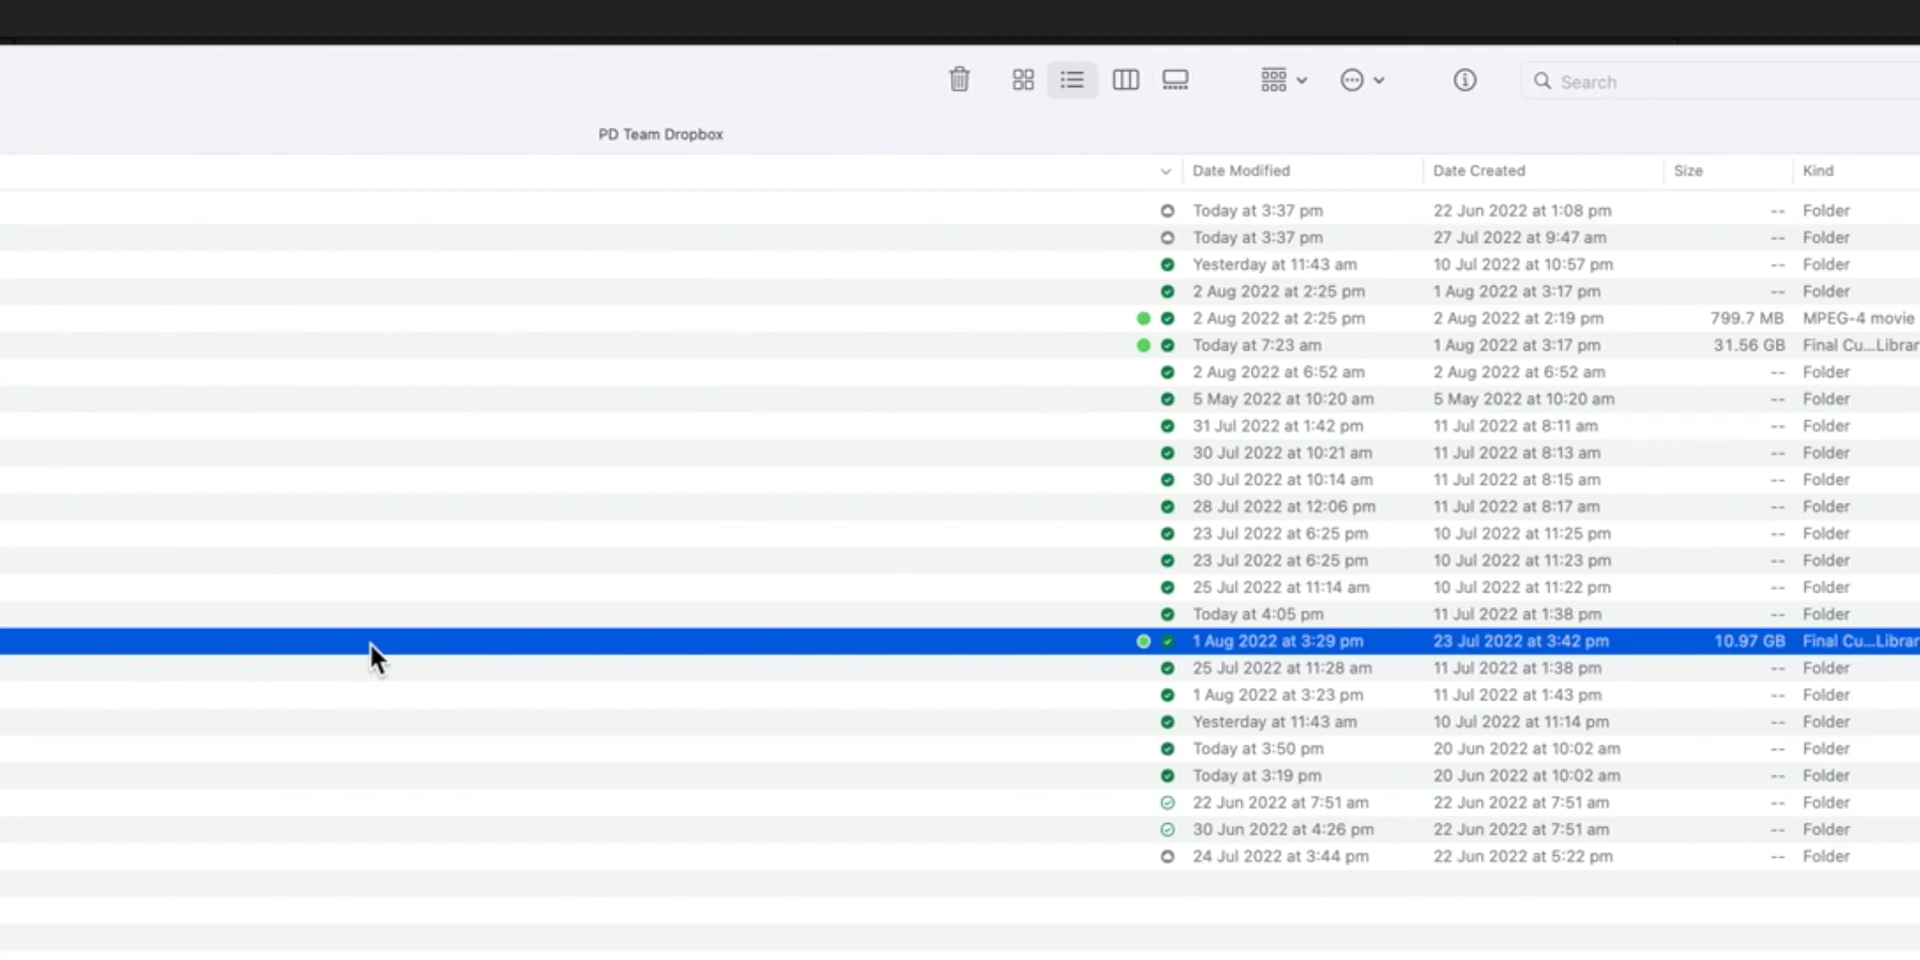 Search
PD Team Dropbox
Date Modified Date Created Size Kind
Today at 3:37 pm 22 Jun 2022 at 1:08 pm -- Folder
Today at 3:37 pm 27 Jul 2022 at 9:47 am -- Folder
Yesterday at 11:43 am 10 Jul 2022 at 10:57 pm -- Folder
2 Aug 2022 at 2:25 pm 1 Aug 2022 at 3:17 pm -- Folder
2 Aug 2022 at 2:25 pm 2 Aug 2022 at 2:19 pm 799.7 MB MPEG-4 movie
Today at 7:23 am 1 Aug 2022 at 3:17 pm 31.56 GB Final Cu...Librar
2 Aug 2022 at 6:52 am 2 Aug 2022 at 6:52 am -- Folder
5 May 2022 at 10:20 am 5 May 2022 at 10:20 am -- Folder
31 Jul 2022 at 1:42 pm 11 Jul 2022 at 8:11 am -- Folder
30 Jul 2022 at 10:21 am 11 Jul 2022 at 8:13 am -- Folder
30 Jul 2022 at 10:14 am 11 Jul 2022 at 8:15 am -- Folder
28 Jul 2022 at 12:06 pm 11 Jul 2022 at 8:17 am -- Folder
23 Jul 2022 at 6:25 pm 10 Jul 2022 at 11:25 pm -- Folder
23 Jul 2022 at 6:25 pm 10 Jul 2022 at 11:23 pm -- Folder
25 Jul 2022 at 11:14 am 10 Jul 2022 at 11:22 pm -- Folder
Today at 4:05 pm 11 Jul 2022 at 1:38 pm -- Folder
1 Aug 2022 at 3:29 pm 23 Jul 2022 at 3:42 pm 10.97 GB Final Cu...Librar
25 Jul 2022 at 11:28 am 11 Jul 2022 at 1:38 pm -- Folder
1 Aug 2022 at 3:23 pm 11 Jul 2022 at 1:43 pm -- Folder
Yesterday at 11:43 am 10 Jul 2022 at 11:14 pm -- Folder
Today at 3:50 pm 20 Jun 2022 at 10:02 am -- Folder
Today at 3:19 pm 20 Jun 2022 at 10:02 am -- Folder
22 Jun 2022 at 7:51 am 22 Jun 2022 at 7:51 am -- Folder
30 Jun 2022 at 4:26 pm 22 Jun 2022 at 7:51 am -- Folder
24 Jul 2022 at 3:44 pm 22 Jun 2022 at 5:22 pm -- Folder